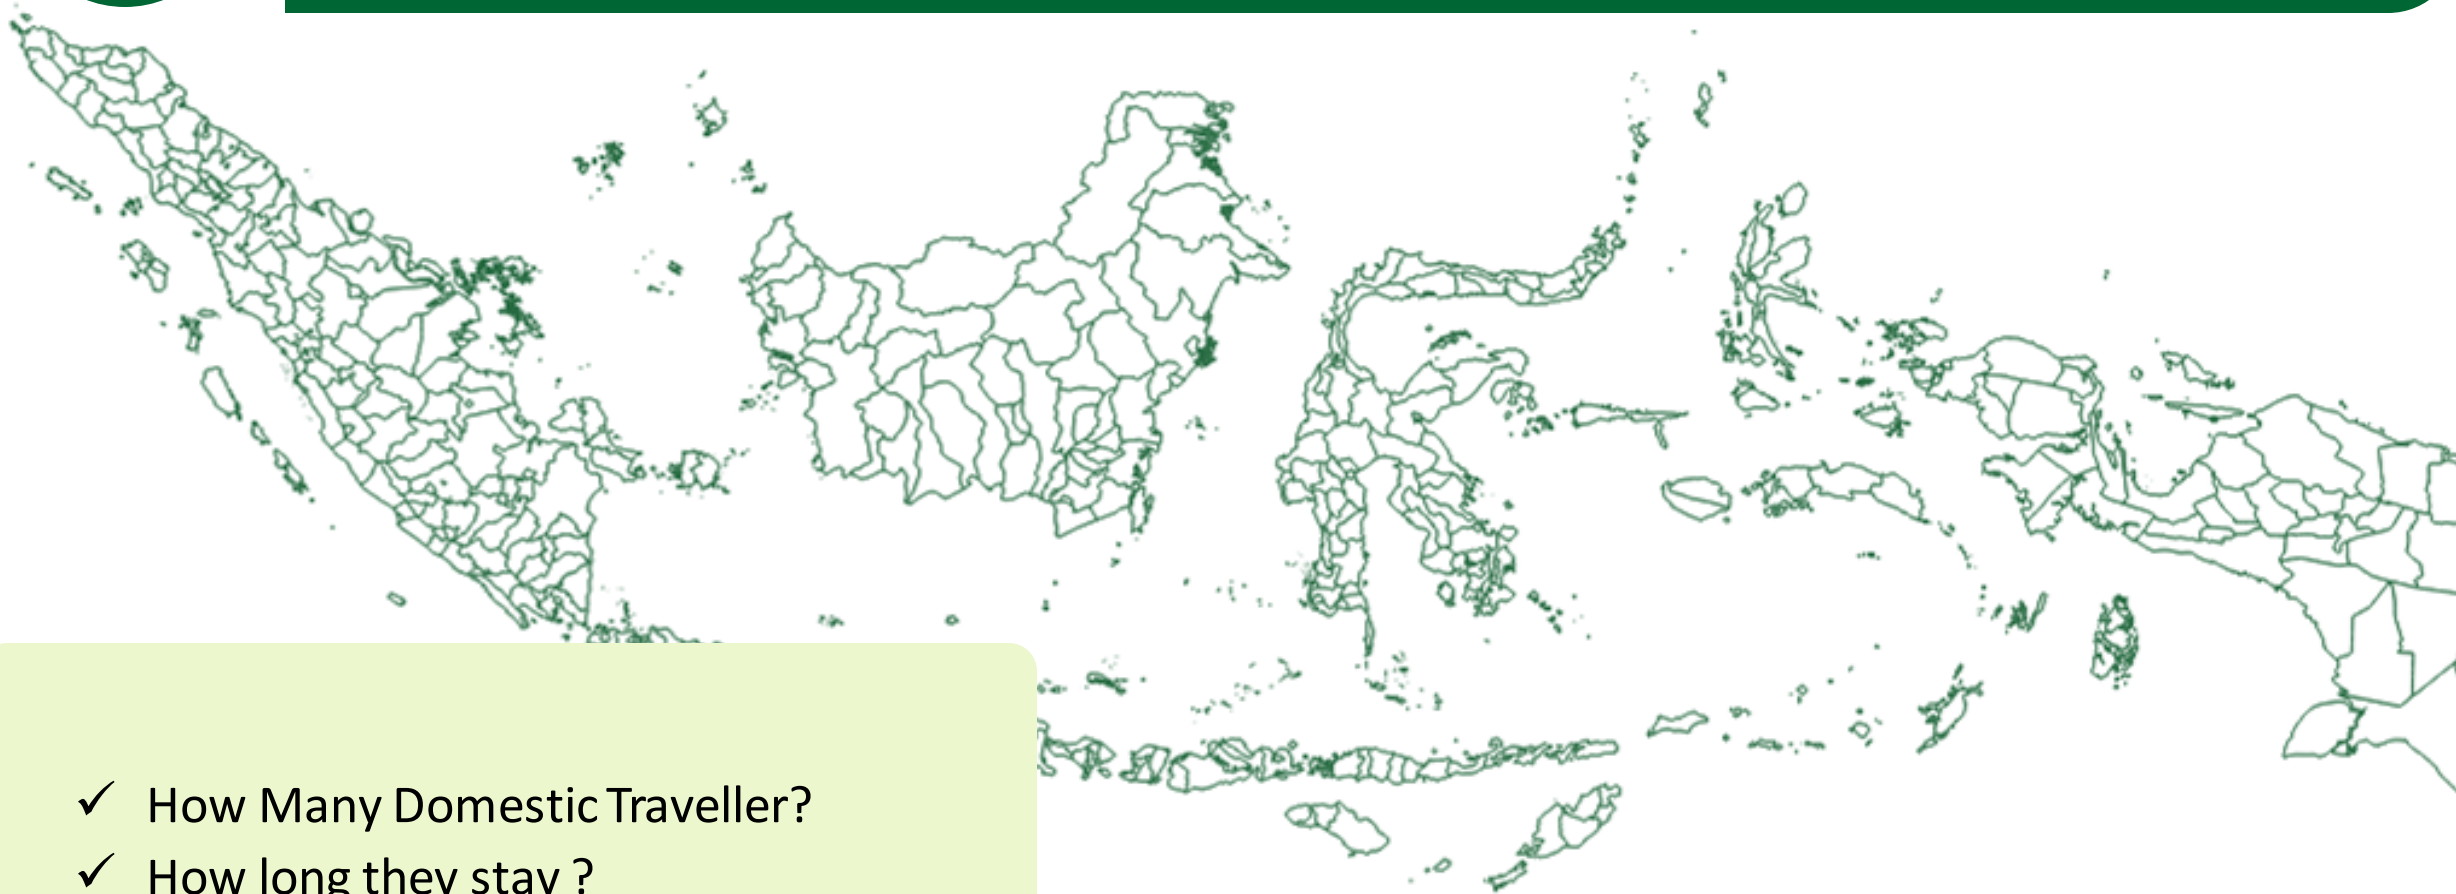 ✓ How Many Domestic Traveller?
✓ How long they stay ?